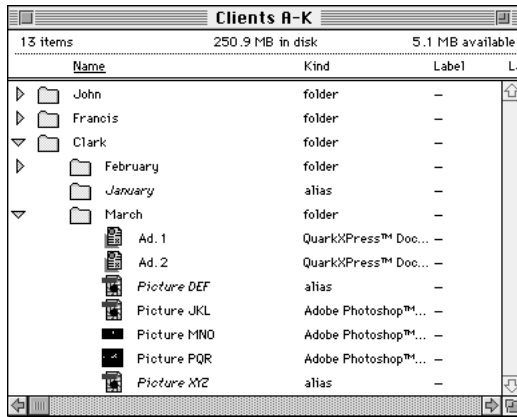 Clients A-K
13 items 250.9 MB in disk 5.1 MB available
Name Kind Label L
John folder –
Francis folder –
Clark folder –
February folder –
January alias –
March folder –
Ad.1 QuarkXPress™ Doc... –
Ad.2 QuarkXPress™ Doc... –
Picture DEF alias –
Picture JKL Adobe Photoshop™... –
Picture MNO Adobe Photoshop™... –
Picture PQR Adobe Photoshop™... –
Picture XYZ alias –